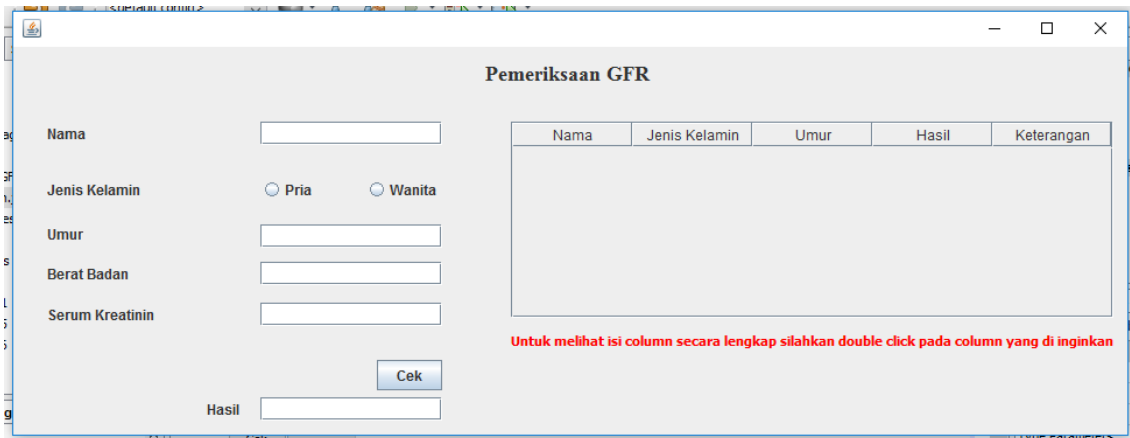 Pemeriksaan GFR
Nama
Jenis Kelamin
Pria
Wanita
Umur
Berat Badan
Serum Kreatinin
Cek
Hasil
Nama Jenis Kelamin Umur Hasil Keterangan
Untuk melihat isi column secara lengkap silahkan double click pada column yang di inginkan